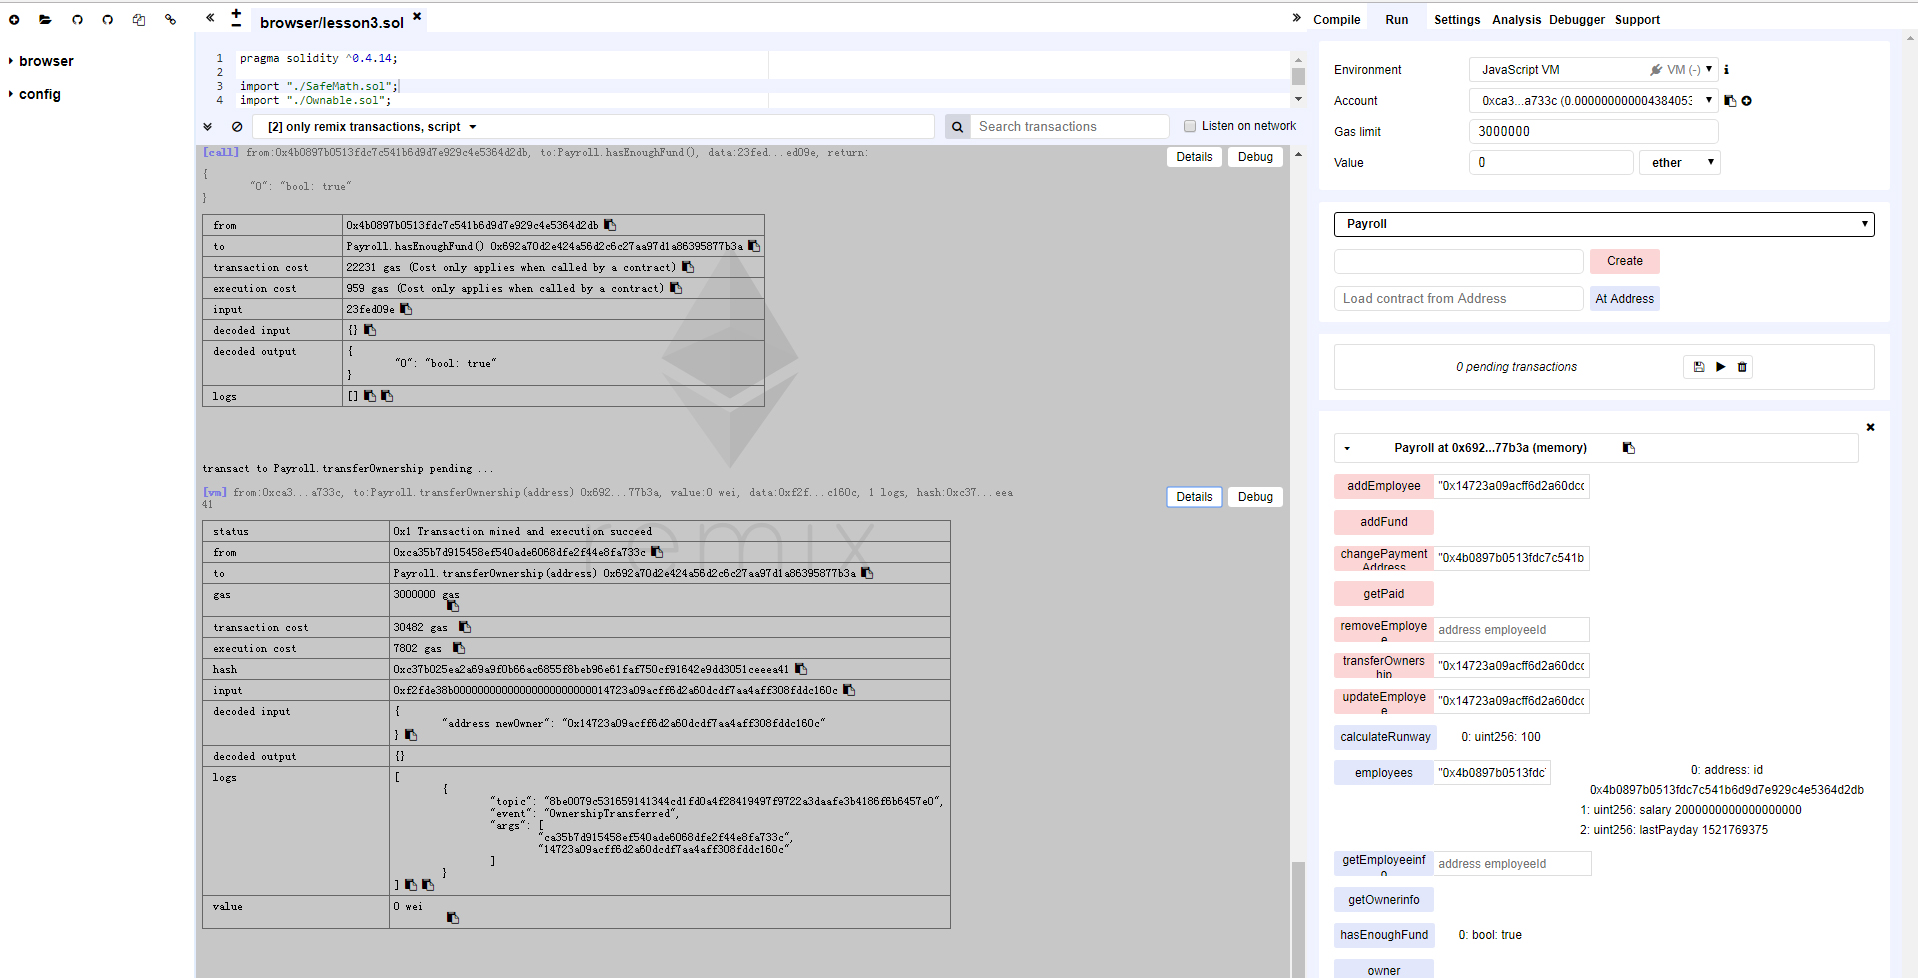 browser/lesson3.sol
Compile Run Settings Analysis Debugger Support
browser
config
1 pragma solidity ^0.4.14;
2
3 import "./SafeMath.sol";
4 import "./Ownable.sol";
[2] only remix transactions, script
Search transactions
Listen on network
[call] from:0x4b0897b0513fdc7c541b6d9d7e929c4e5364d2db, to:Payroll.hasEnoughFund(), data:23fed...ed09e, return:
Details Debug
{
"0": "bool: true"
}
from 0x4b0897b0513fdc7c541b6d9d7e929c4e5364d2db
to Payroll.hasEnoughFund() 0x692a70d2e424a56d2c6c27aa97d1a86395877b3a
transaction cost 22231 gas (Cost only applies when called by a contract)
execution cost 959 gas (Cost only applies when called by a contract)
input 23fed09e
decoded input {}
decoded output {
"0": "bool: true"
}
logs []
transact to Payroll.transferOwnership pending ...
[vm] from:0xca3...a733c, to:Payroll.transferOwnership(address) 0x692...77b3a, value:0 wei, data:0xf2f...c160c, 1 logs, hash:0xc37...eea
41
Details Debug
remix
status 0x1 Transaction mined and execution succeed
from 0xca35b7d915458ef540ade6068dfe2f44e8fa733c
to Payroll.transferOwnership(address) 0x692a70d2e424a56d2c6c27aa97d1a86395877b3a
gas 3000000 gas
transaction cost 30482 gas
execution cost 7802 gas
hash 0xc37b025ea2a69a9f0b66ac6855f8beb96e61faf750cf91642e9dd3051ceeea41
input 0xf2fde38b00000000000000000000000014723a09acff6d2a60dcdf7aa4aff308fddc160c
decoded input {
"address newOwner": "0x14723a09acff6d2a60dcdf7aa4aff308fddc160c"
}
decoded output {}
logs [
{
"topic": "8be0079c531659141344cd1fd0a4f28419497f9722a3daafe3b4186f6b6457e0",
"event": "OwnershipTransferred",
"args": [
"ca35b7d915458ef540ade6068dfe2f44e8fa733c",
"14723a09acff6d2a60dcdf7aa4aff308fddc160c"
]
}
]
value 0 wei
Environment JavaScript VM VM (-)
Account 0xca3...a733c (0.000000000004384053
Gas limit 3000000
Value 0 ether
Payroll
Create
Load contract from Address At Address
0 pending transactions
Payroll at 0x692...77b3a (memory)
addEmployee "0x14723a09acff6d2a60dcc
addFund
changePayment "0x4b0897b0513fdc7c541b
Address
getPaid
removeEmploye address employeeId
e
transferOwners "0x14723a09acff6d2a60dcc
hip
updateEmploye "0x14723a09acff6d2a60dcc
e
calculateRunway 0: uint256: 100
employees "0x4b0897b0513fdc
0: address: id
0x4b0897b0513fdc7c541b6d9d7e929c4e5364d2db
1: uint256: salary 2000000000000000000
2: uint256: lastPayday 1521769375
getEmployeeinf address employeeId
o
getOwnerinfo
hasEnoughFund 0: bool: true
owner